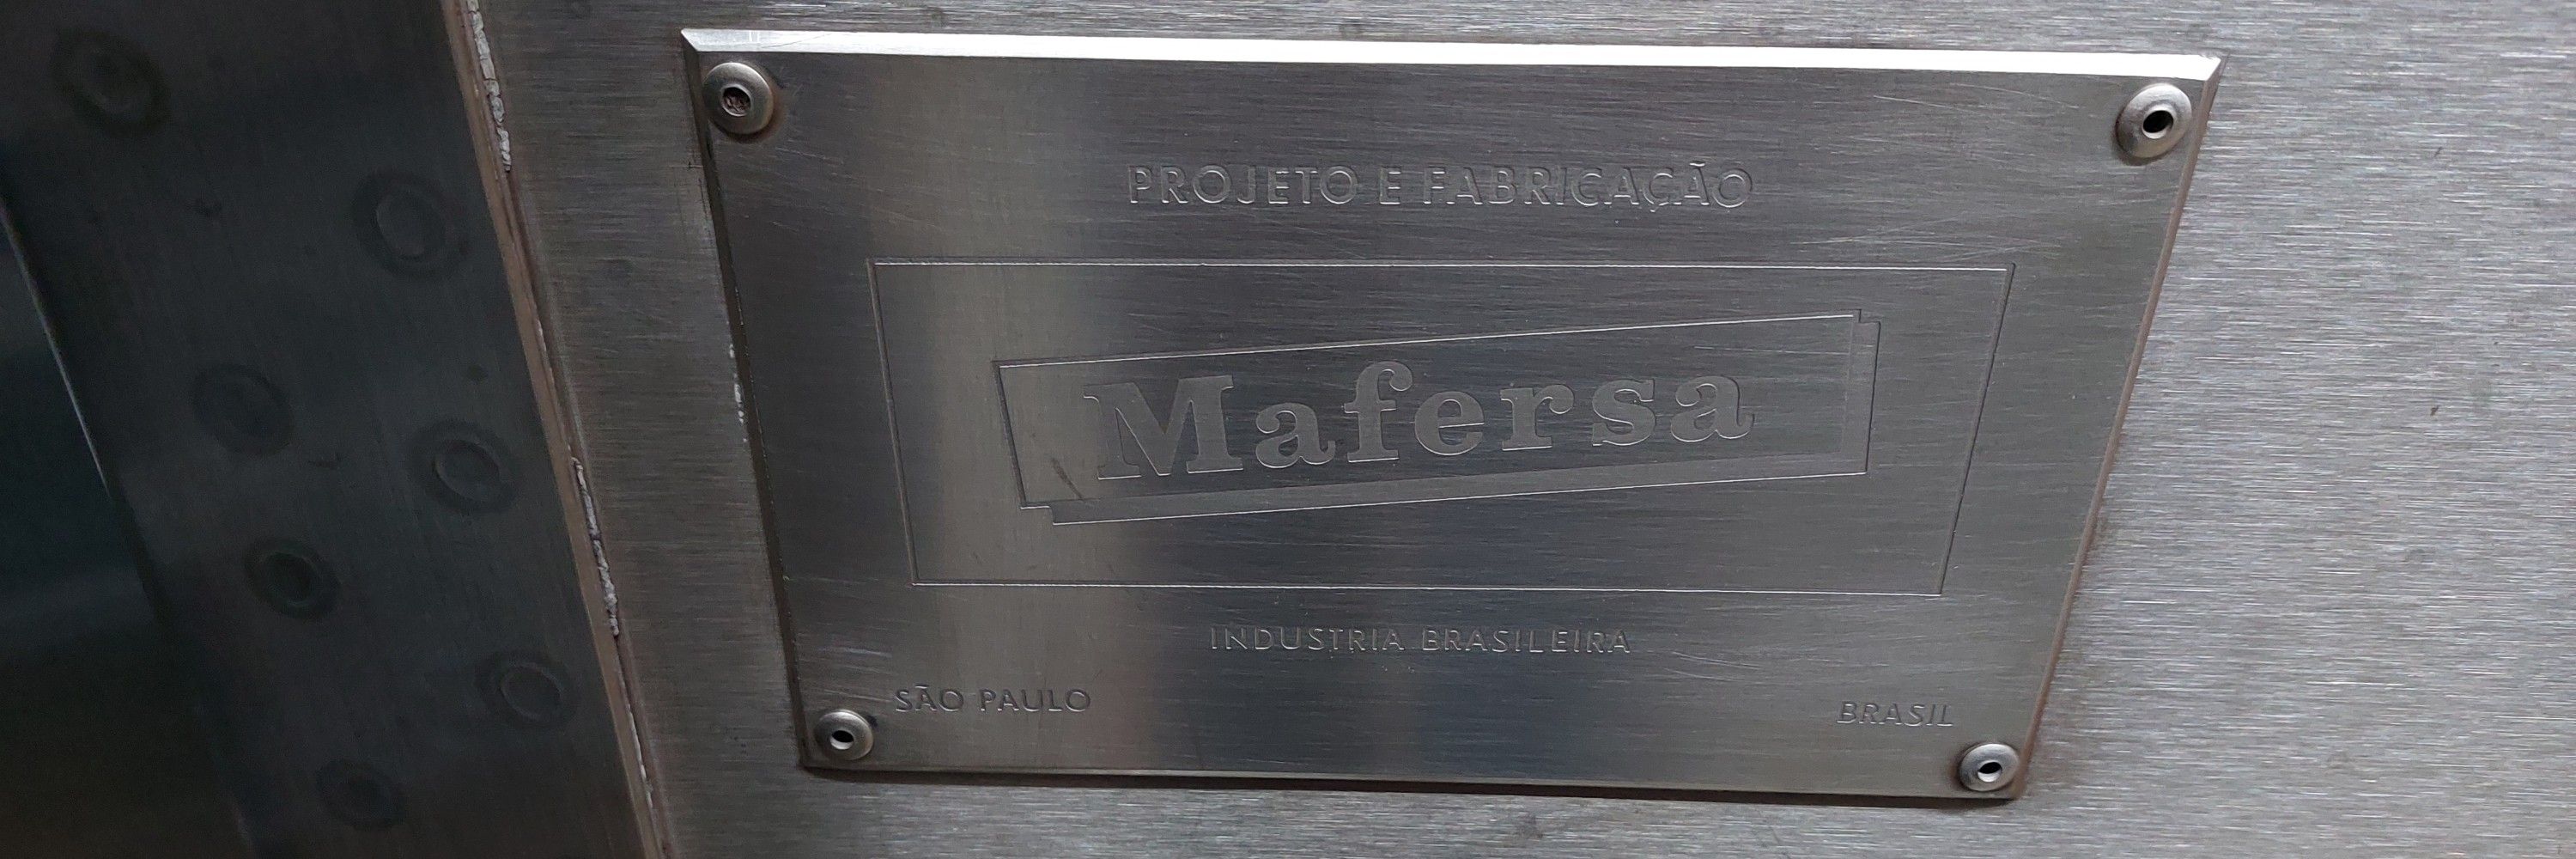 PROJETO E FABRICAÇÃO
Mafersa
INDUSTRIA BRASILEIRA
SÃO PAULO
BRASIL